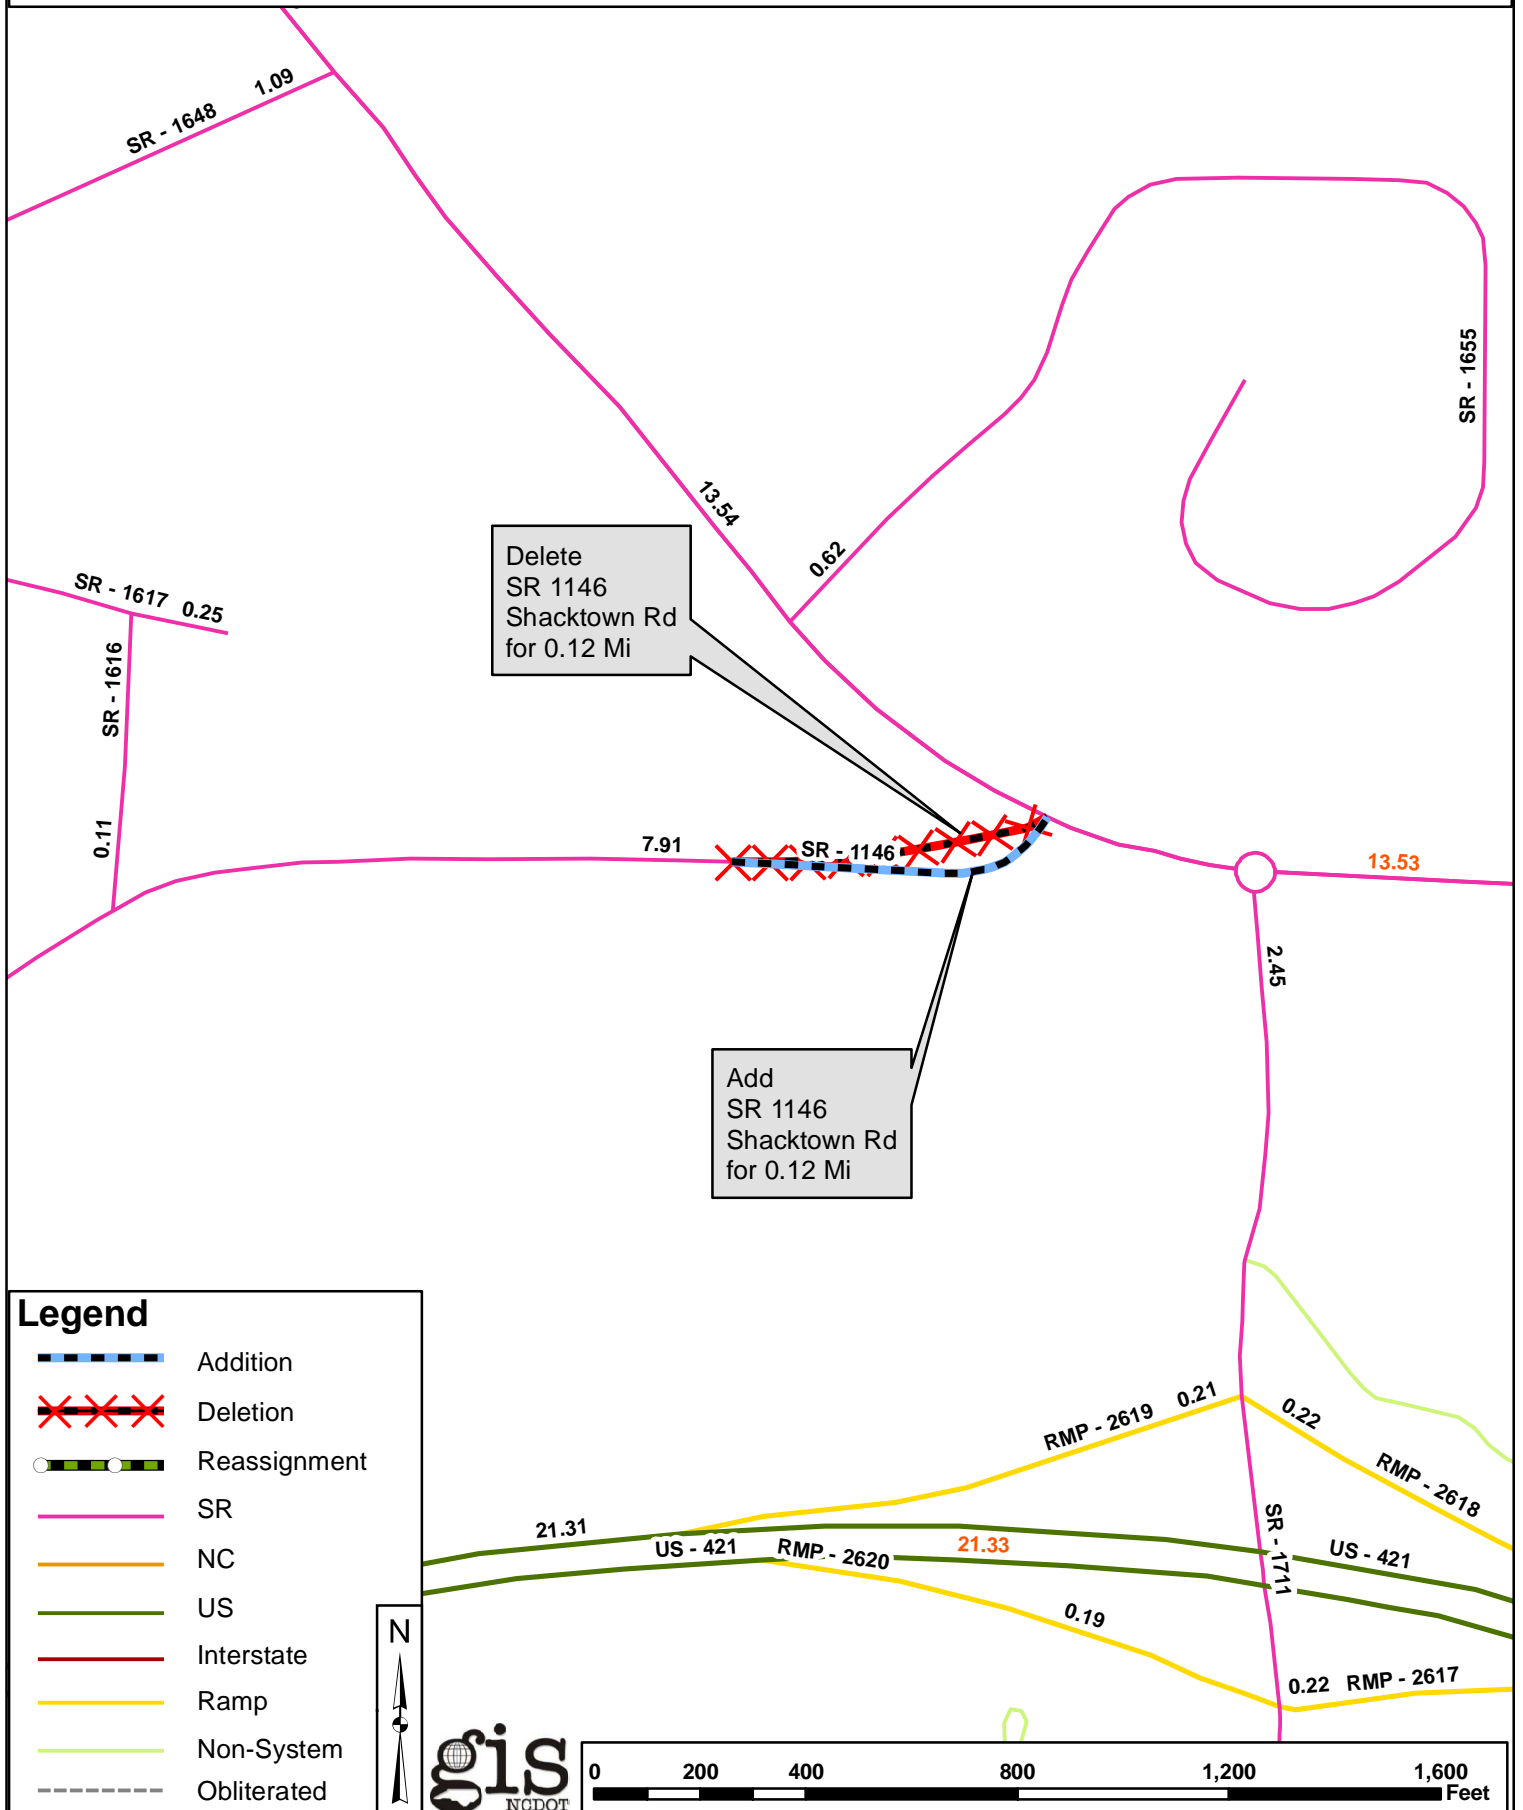 SR - 1648 1.09
SR - 1655
13.54
0.62
Delete
SR 1146
Shacktown Rd
for 0.12 Mi
SR - 1617 0.25
SR - 1616
0.11
7.91
SR - 1146
13.53
2.45
Add
SR 1146
Shacktown Rd
for 0.12 Mi
RMP - 2619 0.21
0.22
RMP - 2618
21.31
US - 421
RMP - 2620
21.33
SR - 1711
US - 421
0.19
0.22 RMP - 2617
Legend
Addition
Deletion
Reassignment
SR
NC
US
Interstate
Ramp
Non-System
Obliterated
N
gis
NCDOT
0 200 400 800 1,200 1,600
Feet